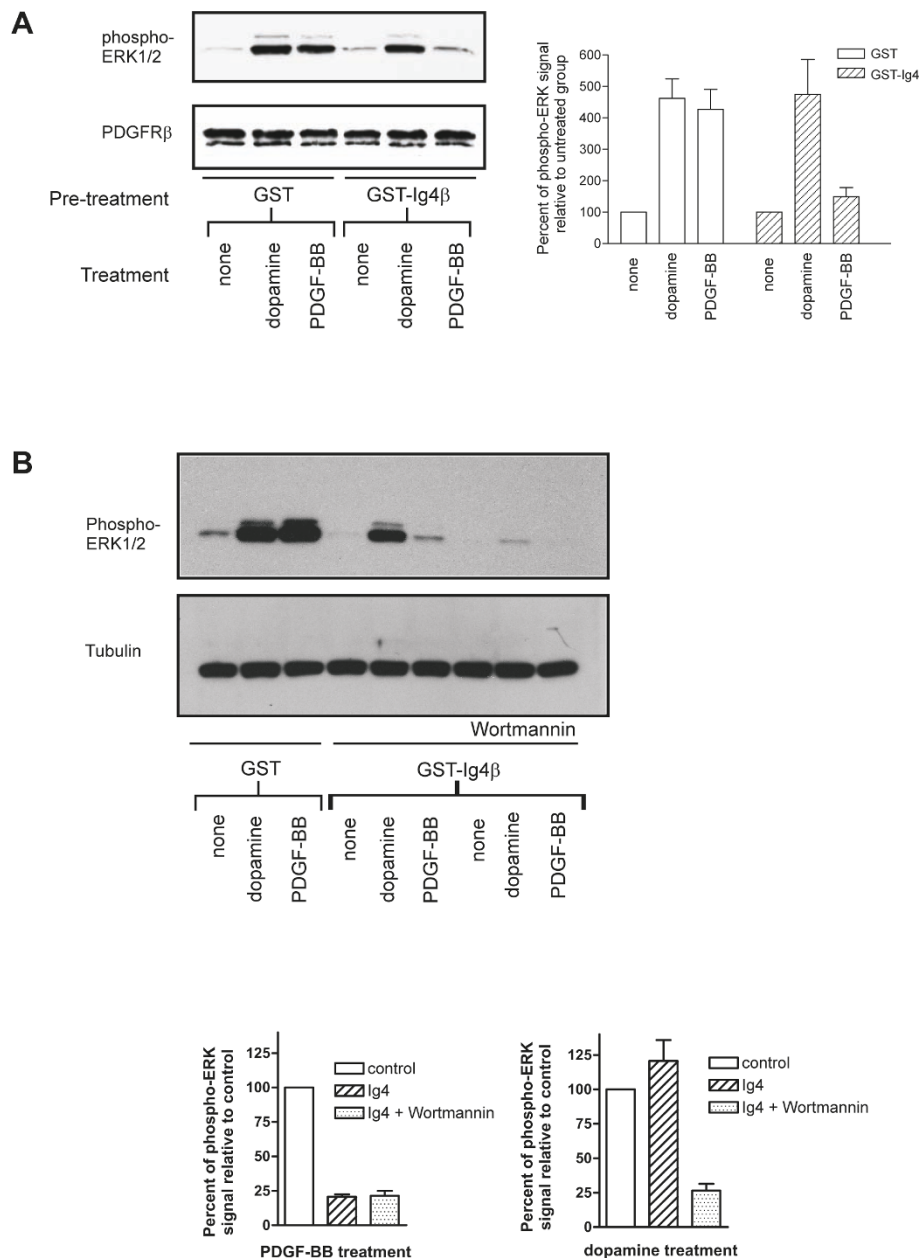 A
phospho-
ERK1/2
PDGFRβ
Pre-treatment
GST
GST-Ig4β
Treatment
none
dopamine
PDGF-BB
none
dopamine
PDGF-BB
Percent of phospho-ERK signal
relative to untreated group
600
500
400
300
200
100
0
GST
GST-Ig4
none
dopamine
PDGF-BB
none
dopamine
PDGF-BB
B
Phospho-
ERK1/2
Tubulin
Wortmannin
GST
GST-Ig4β
none
dopamine
PDGF-BB
none
dopamine
PDGF-BB
none
dopamine
PDGF-BB
Percent of phospho-ERK
signal relative to control
125
100
75
50
25
0
control
Ig4
Ig4 + Wortmannin
PDGF-BB treatment
Percent of phospho-ERK
signal relative to control
125
100
75
50
25
0
control
Ig4
Ig4 + Wortmannin
dopamine treatment